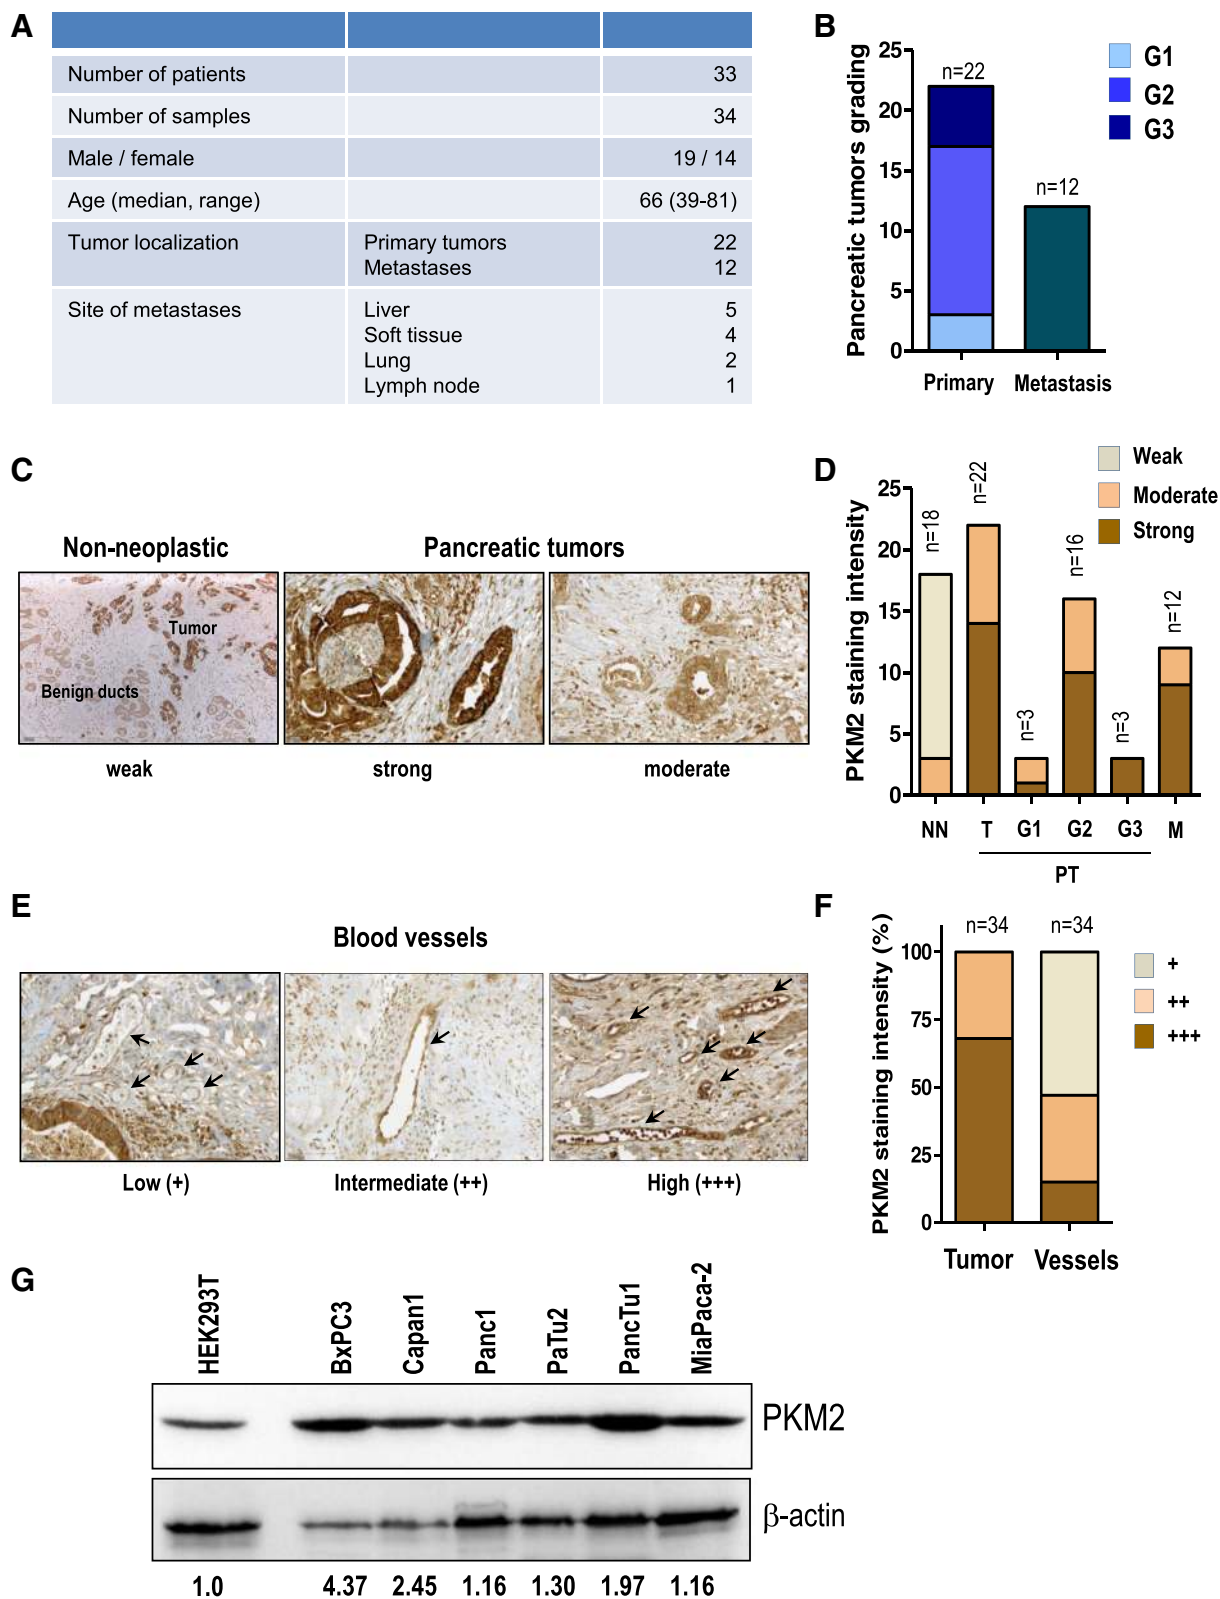 A
Number of patients 33
Number of samples 34
Male / female 19 / 14
Age (median, range) 66 (39-81)
Tumor localization Primary tumors 22
Metastases 12
Site of metastases Liver 5
Soft tissue 4
Lung 2
Lymph node 1
B
Pancreatic tumors grading
25
20
15
10
5
0
n=22
n=12
Primary Metastasis
G1
G2
G3
C
Non-neoplastic Pancreatic tumors
Tumor
Benign ducts
weak strong moderate
D
PKM2 staining intensity
25
20
15
10
5
0
n=18
n=22
n=3
n=16
n=3
n=12
NN T G1 G2 G3 M
PT
Weak
Moderate
Strong
E
Blood vessels
Low (+) Intermediate (++) High (+++)
F
PKM2 staining intensity (%)
100
75
50
25
0
n=34 n=34
Tumor Vessels
+
++
+++
G
HEK293T BxPC3 Capan1 Panc1 PaTu2 PancTu1 MiaPaca-2
PKM2
β-actin
1.0 4.37 2.45 1.16 1.30 1.97 1.16